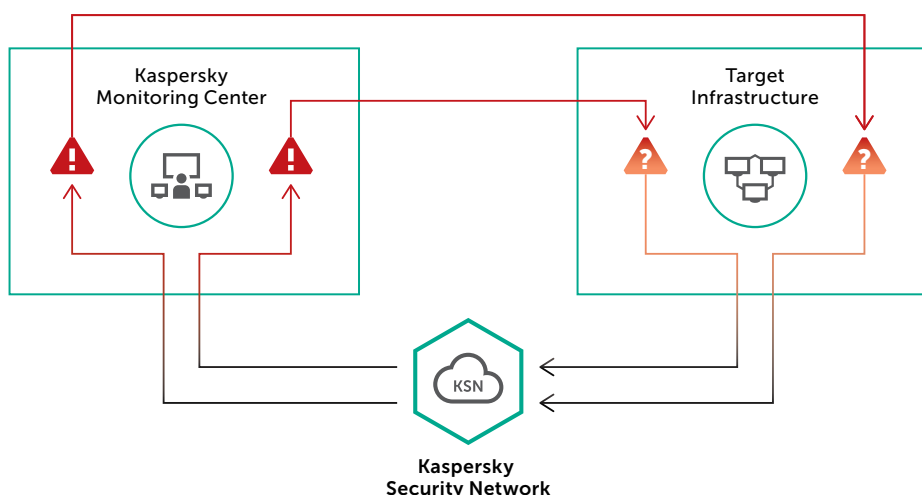 Kaspersky
Monitoring Center
Target
Infrastructure
!
!
?
?
KSN
Kaspersky
Security Network